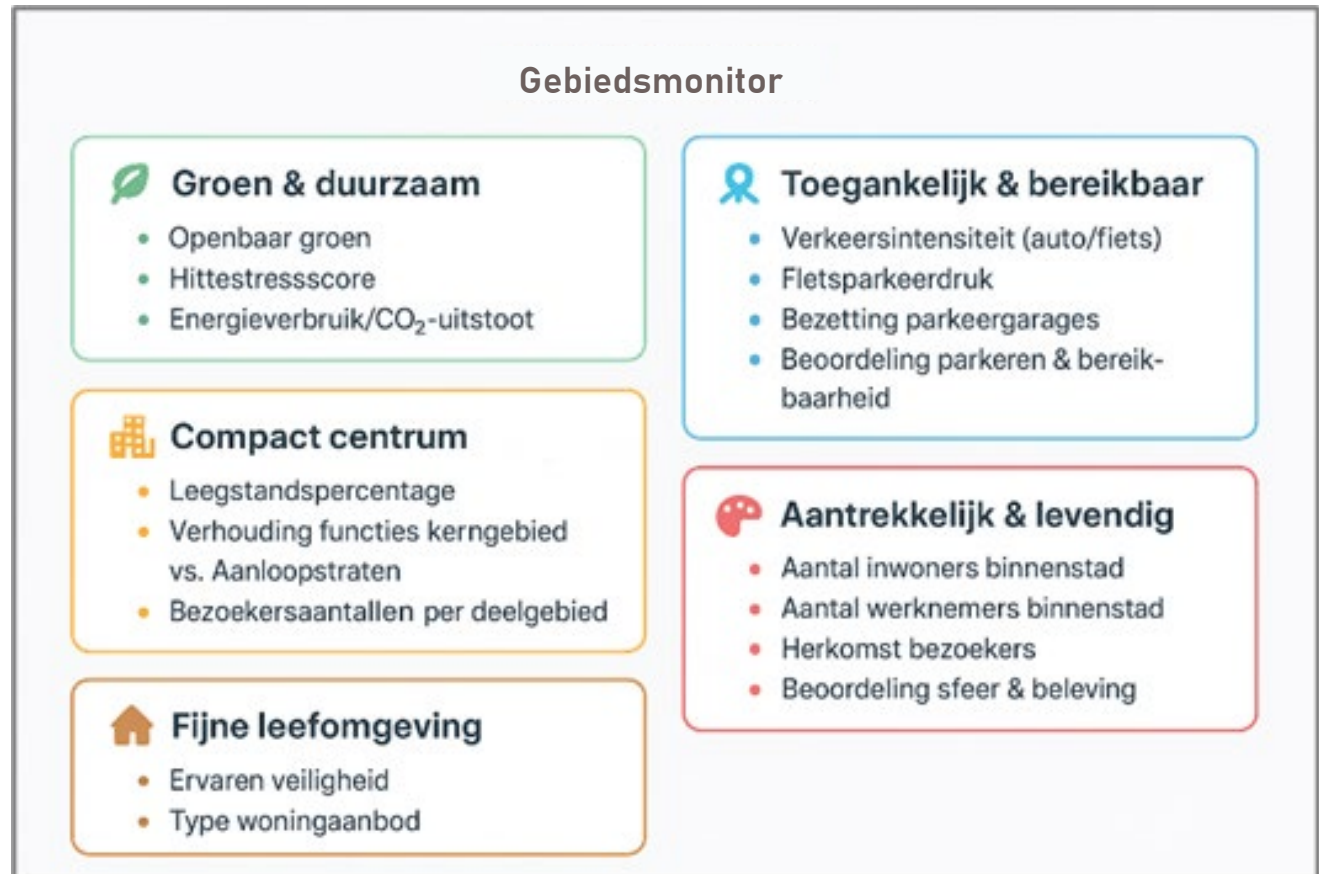 Gebiedsmonitor
Groen & duurzaam
Openbaar groen
Hittestressscore
Energieverbruik/CO₂-uitstoot
Compact centrum
Leegstandspercentage
Verhouding functies kerngebied
vs. Aanloopstraten
Bezoekersaantallen per deelgebied
Fijne leefomgeving
Ervaren veiligheid
Type woningaanbod
Toegankelijk & bereikbaar
Verkeersintensiteit (auto/fiets)
Fletsparkeerdruk
Bezetting parkeergarages
Beoordeling parkeren & bereik-
baarheid
Aantrekkelijk & levendig
Aantal inwoners binnenstad
Aantal werknemers binnenstad
Herkomst bezoekers
Beoordeling sfeer & beleving